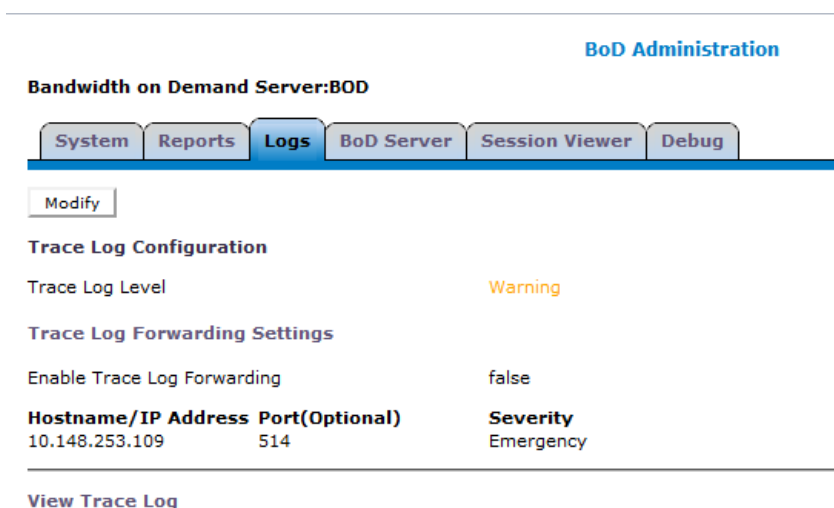 BoD Administration
Bandwidth on Demand Server:BOD
System Reports Logs BoD Server Session Viewer Debug
Modify
Trace Log Configuration
Trace Log Level Warning
Trace Log Forwarding Settings
Enable Trace Log Forwarding false
Hostname/IP Address Port(Optional) Severity
10.148.253.109 514 Emergency
View Trace Log